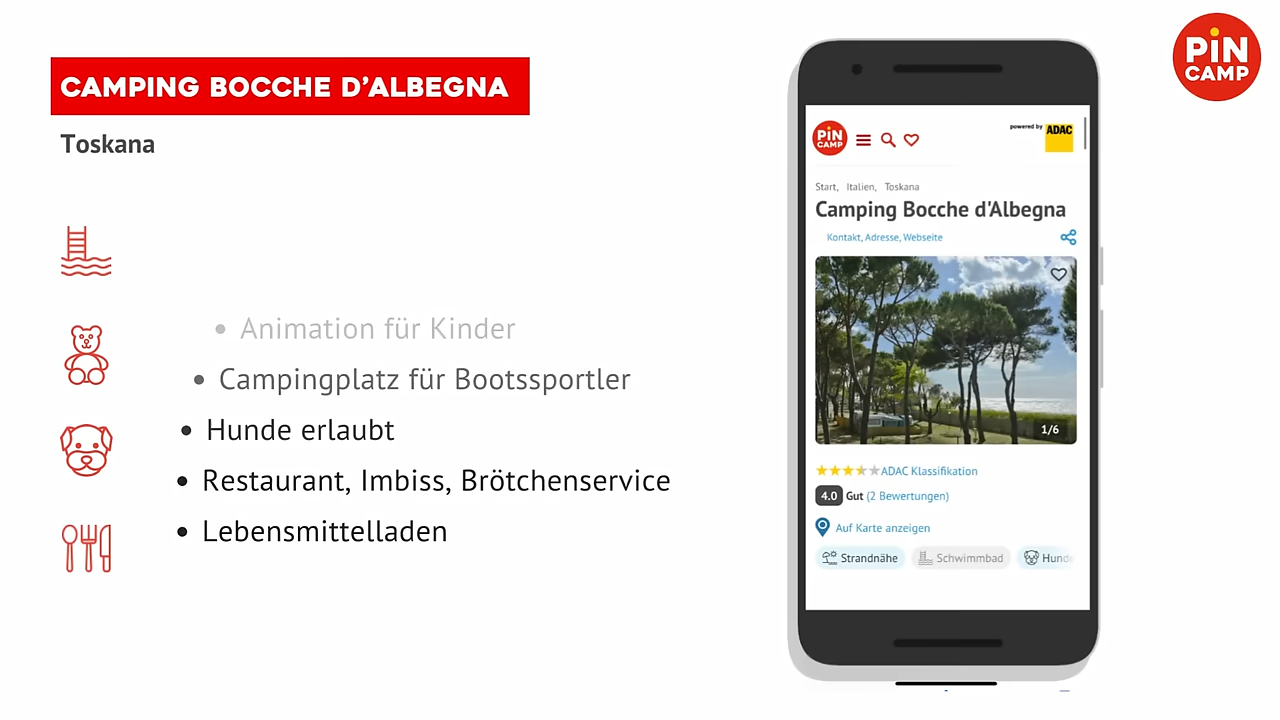 CAMPING BOCCHE D’ALBEGNA
Toskana
• Animation für Kinder
• Campingplatz für Bootssportler
• Hunde erlaubt
• Restaurant, Imbiss, Brötchenservice
• Lebensmittelladen
PiN
CAMP
PiN
CAMP
powered by ADAC
Start, Italien, Toskana
Camping Bocche d'Albegna
Kontakt, Adresse, Webseite
1/6
ADAC Klassifikation
4.0 Gut (2 Bewertungen)
Auf Karte anzeigen
Strandnähe Schwimmbad Hunde